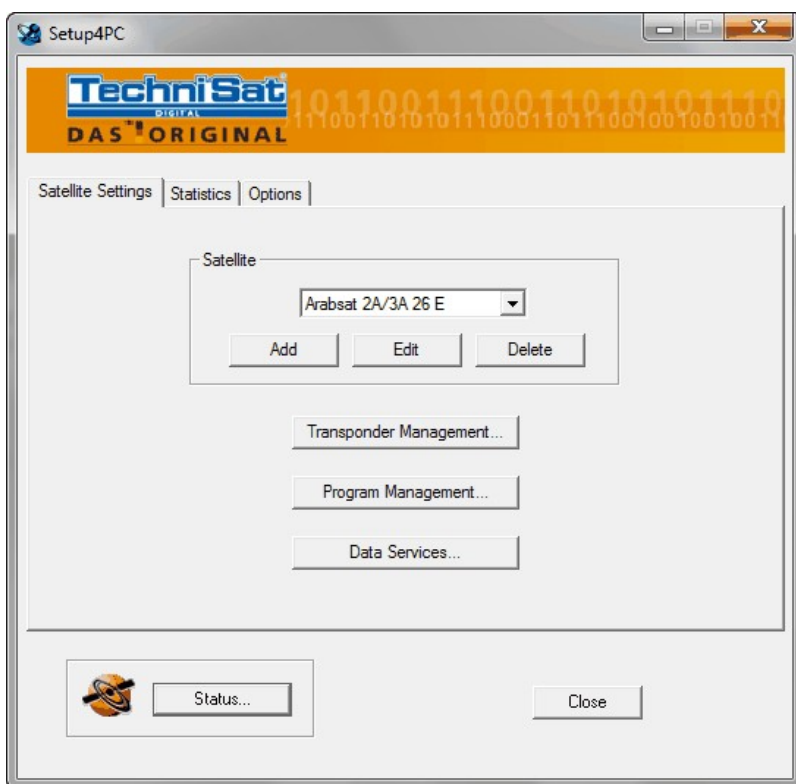 Setup4PC
TechniSat
DIGITAL
DAS ORIGINAL
Satellite Settings Statistics Options
Satellite
Arabsat 2A/3A 26 E
Add Edit Delete
Transponder Management...
Program Management...
Data Services...
Status... Close